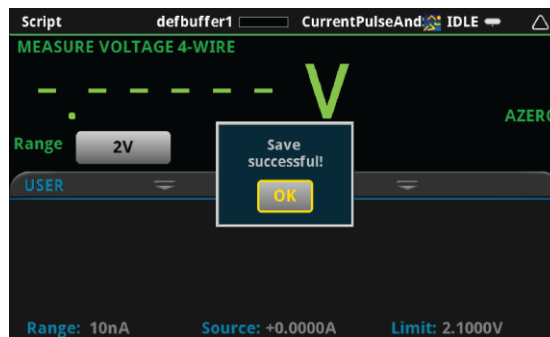 Script defbuffer1 CurrentPulseAnd IDLE
MEASURE VOLTAGE 4-WIRE
- - - - - - V
.
AZERO
Range 2V
Save
successful!
OK
USER
Range: 10nA Source: +0.0000A Limit: 2.1000V